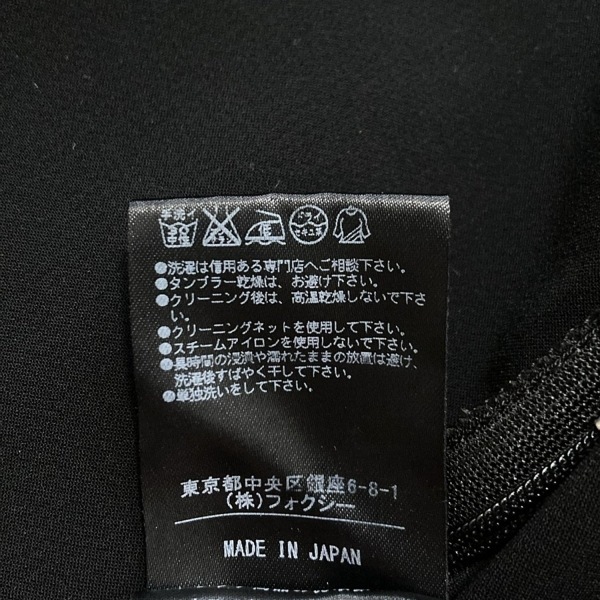 手洗イ
30
中性
低
ドライ
セキユ系
●洗濯は信用ある専門店へご相談下さい。
●タンブラー乾燥は、お避け下さい。
●クリーニング後は、高温乾燥しないで下さ
い。
●クリーニングネットを使用して下さい。
●スチームアイロンを使用しないで下さい。
●長時間の浸漬や濡れたままの放置は避け、
洗濯後すばやく干して下さい。
●単独洗いをして下さい。
東京都中央区銀座6-8-1
(株)フォクシー
MADE IN JAPAN